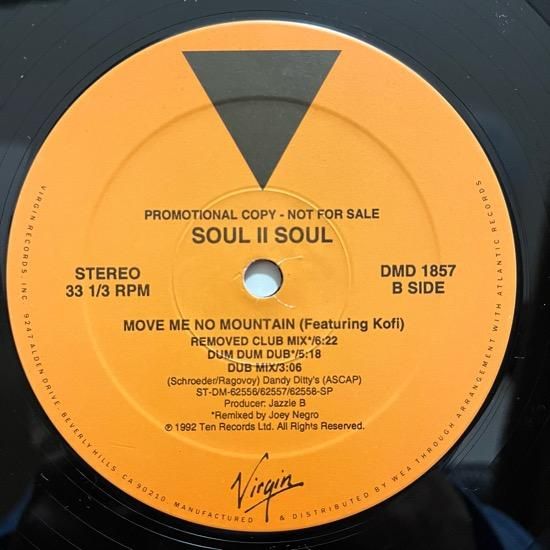 PROMOTIONAL COPY - NOT FOR SALE
SOUL II SOUL
STEREO
33 1/3 RPM
DMD 1857
B SIDE
MOVE ME NO MOUNTAIN (Featuring Kofi)
REMOVED CLUB MIX*/6:22
DUM DUM DUB*/5:18
DUB MIX/3:06
(Schroeder/Ragovoy) Dandy Ditty's (ASCAP)
ST-DM-62556/62557/62558-SP
Producer: Jazzie B
*Remixed by Joey Negro
℗ 1992 Ten Records Ltd. All Rights Reserved.
Virgin
VIRGIN RECORDS, INC. 9247 ALDEN DRIVE, BEVERLY HILLS, CA 90210 MANUFACTURED & DISTRIBUTED BY WEA THROUGH ARRANGEMENT WITH ATLANTIC RECORDS